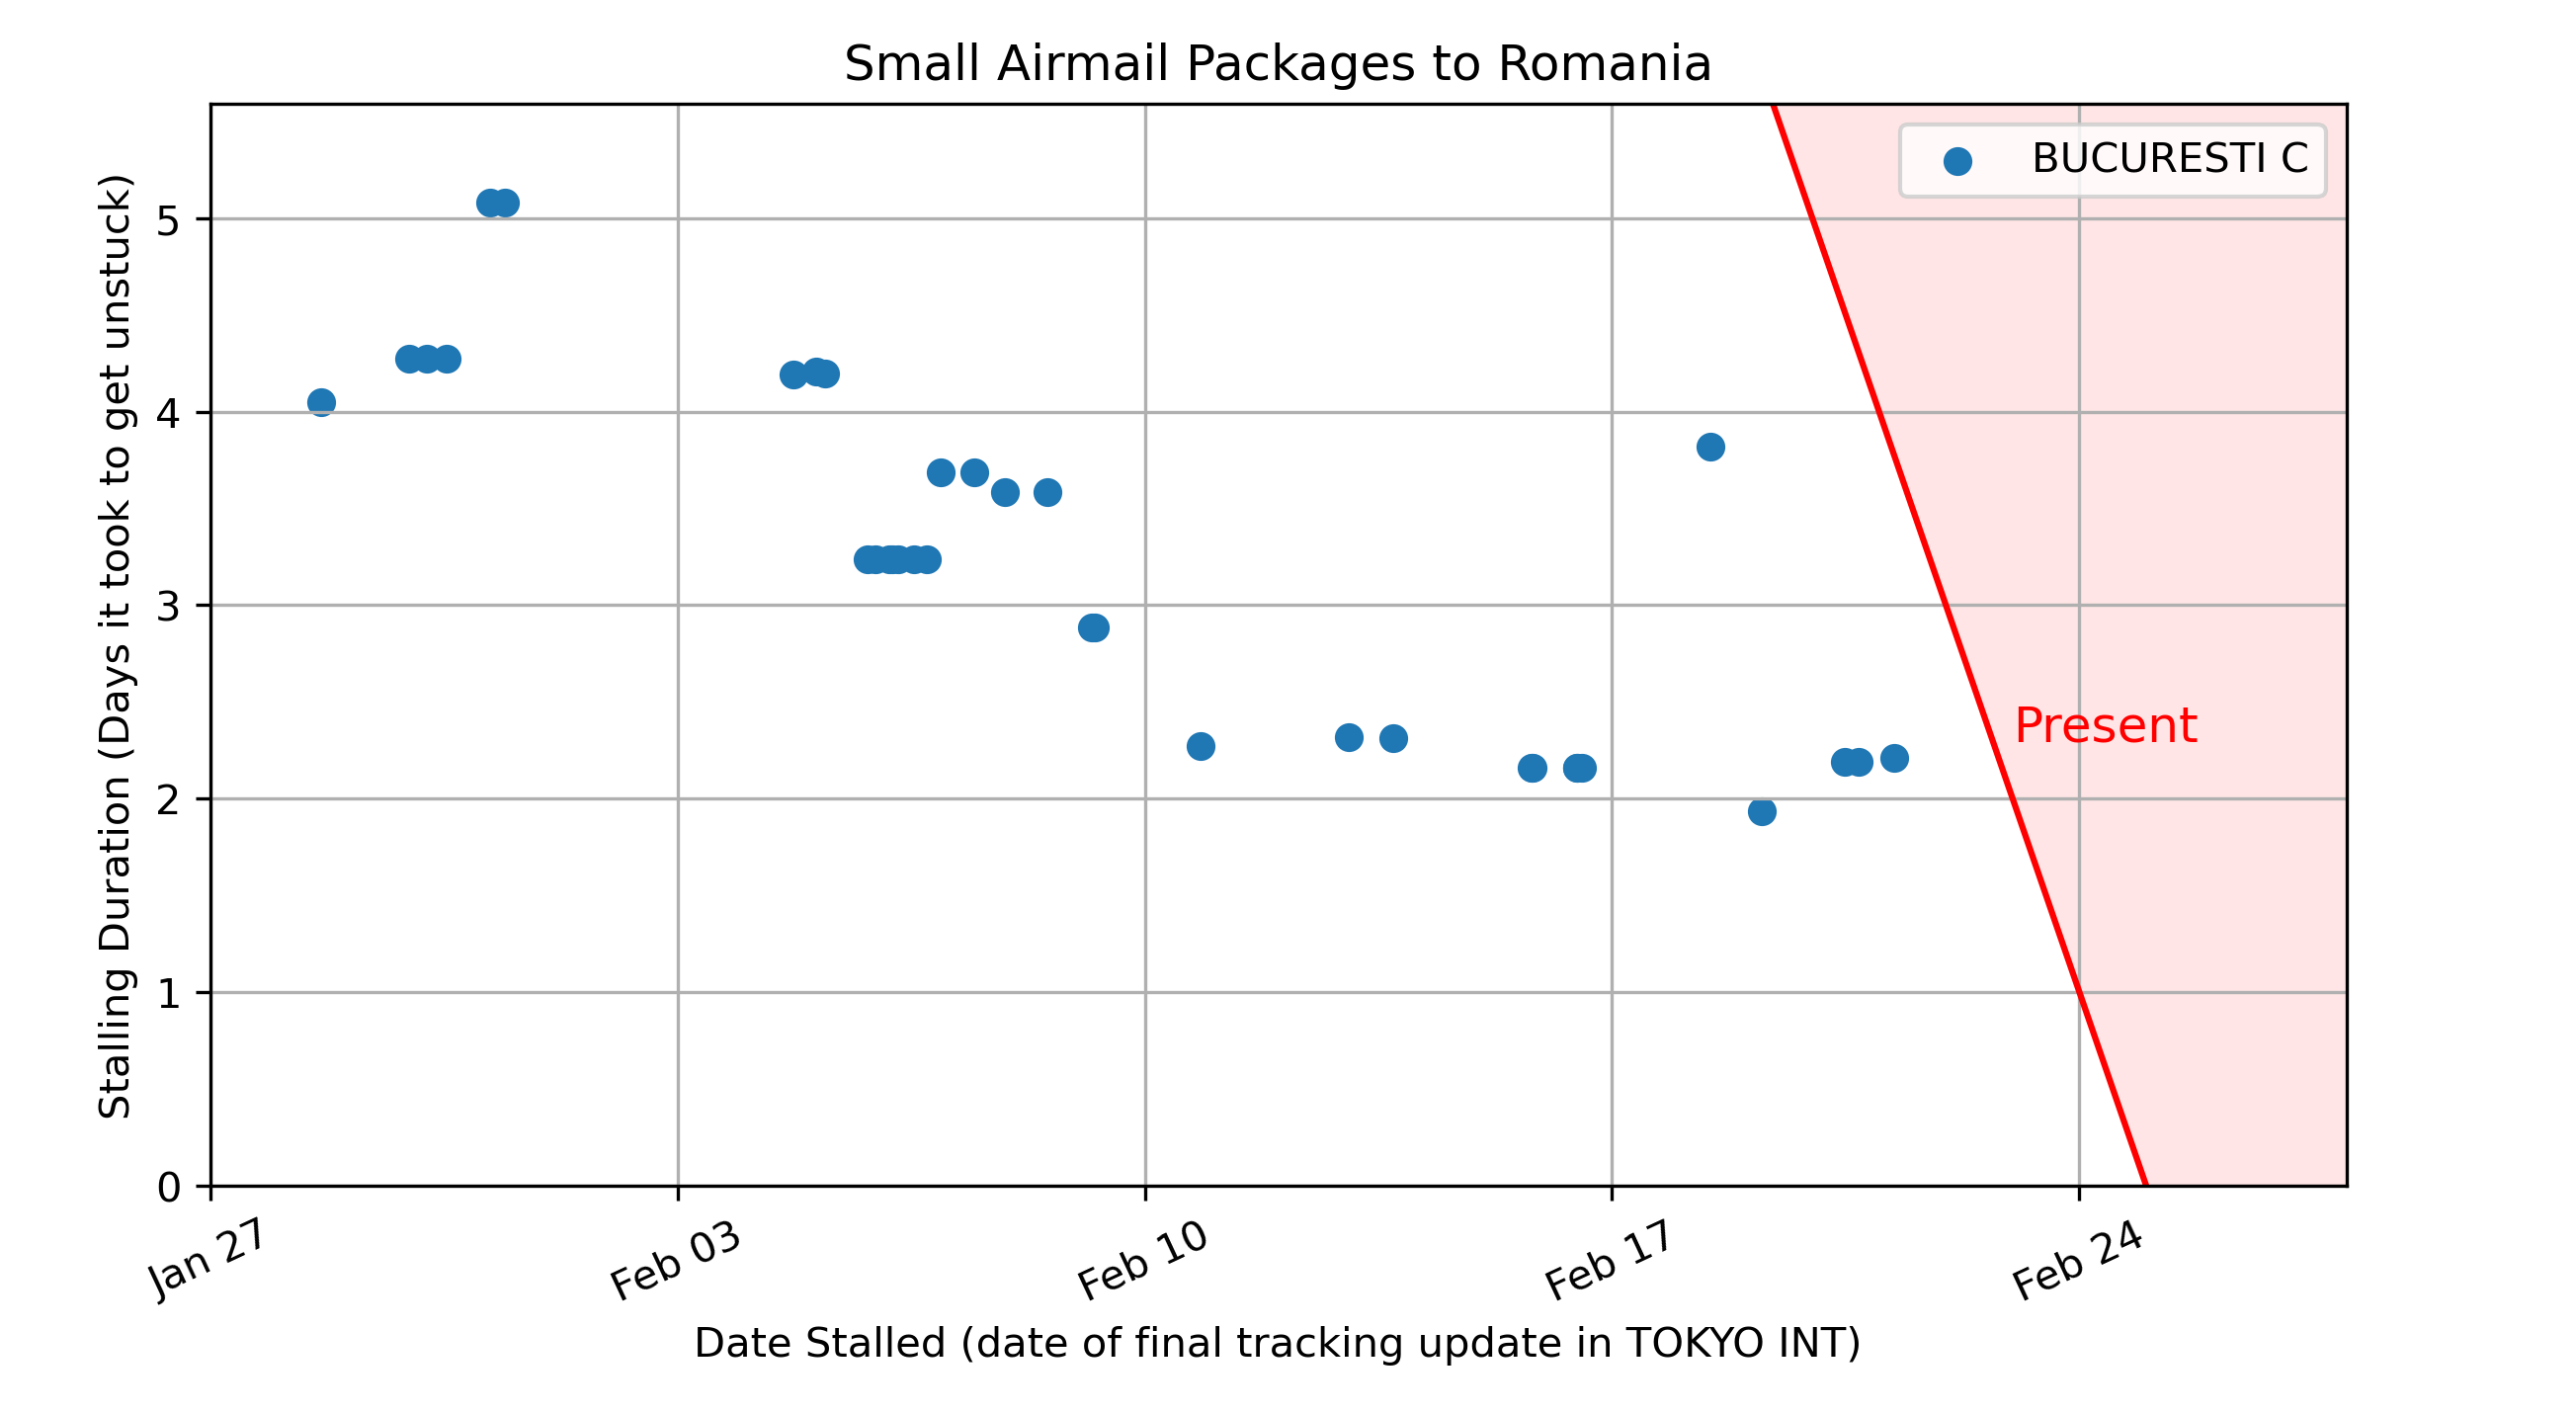 Small Airmail Packages to Romania
BUCURESTI C
Stalling Duration (Days it took to get unstuck)
5
4
3
2
1
0
Present
Jan 27
Feb 03
Feb 10
Feb 17
Feb 24
Date Stalled (date of final tracking update in TOKYO INT)